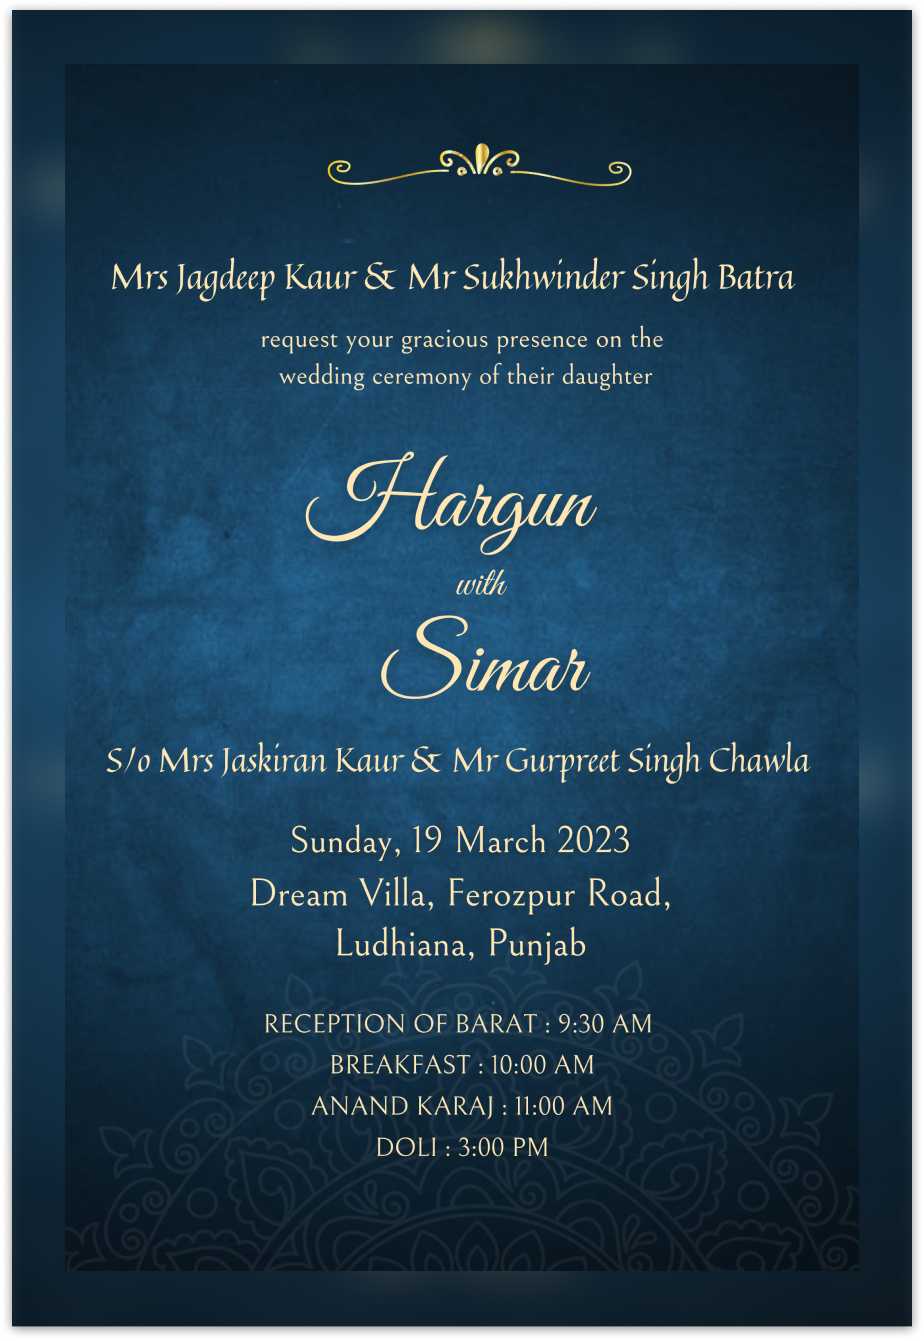 Mrs Jagdeep Kaur & Mr Sukhwinder Singh Batra
request your gracious presence on the
wedding ceremony of their daughter
Hargun
with
Simar
S/o Mrs Jaskiran Kaur & Mr Gurpreet Singh Chawla
Sunday, 19 March 2023
Dream Villa, Ferozpur Road,
Ludhiana, Punjab
RECEPTION OF BARAT : 9:30 AM
BREAKFAST : 10:00 AM
ANAND KARAJ : 11:00 AM
DOLI : 3:00 PM